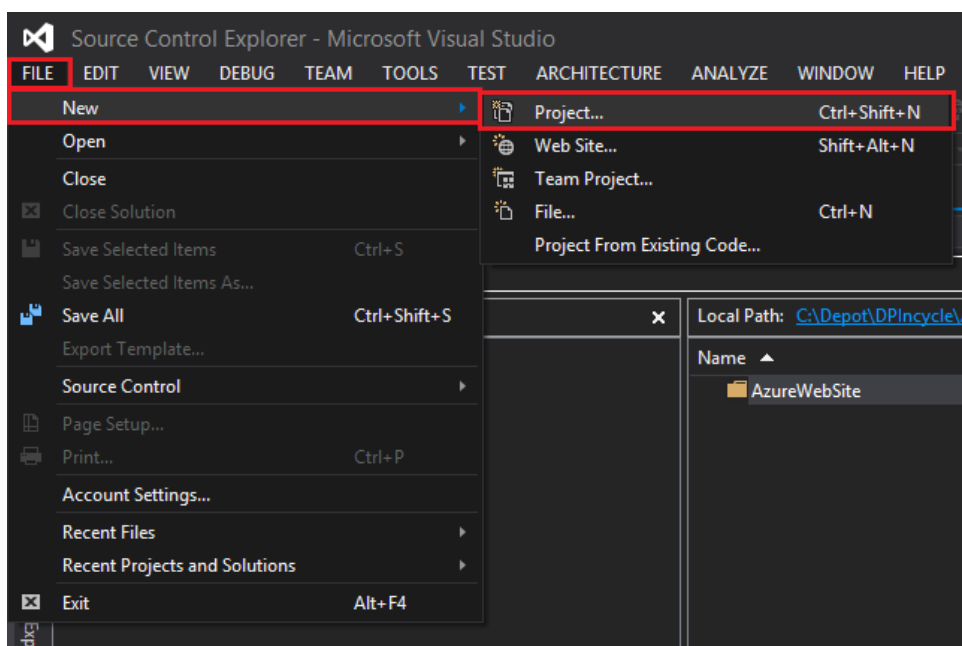 Source Control Explorer - Microsoft Visual Studio
FILE EDIT VIEW DEBUG TEAM TOOLS TEST ARCHITECTURE ANALYZE WINDOW HELP
New
Project... Ctrl+Shift+N
Open
Web Site... Shift+Alt+N
Close
Team Project...
Close Solution
File... Ctrl+N
Save Selected Items Ctrl+S
Project From Existing Code...
Save Selected Items As...
Save All Ctrl+Shift+S
Local Path: C:\Depot\DPIncycle\
Export Template...
Name
Source Control
AzureWebSite
Page Setup...
Print... Ctrl+P
Account Settings...
Recent Files
Recent Projects and Solutions
Exit Alt+F4
Exp